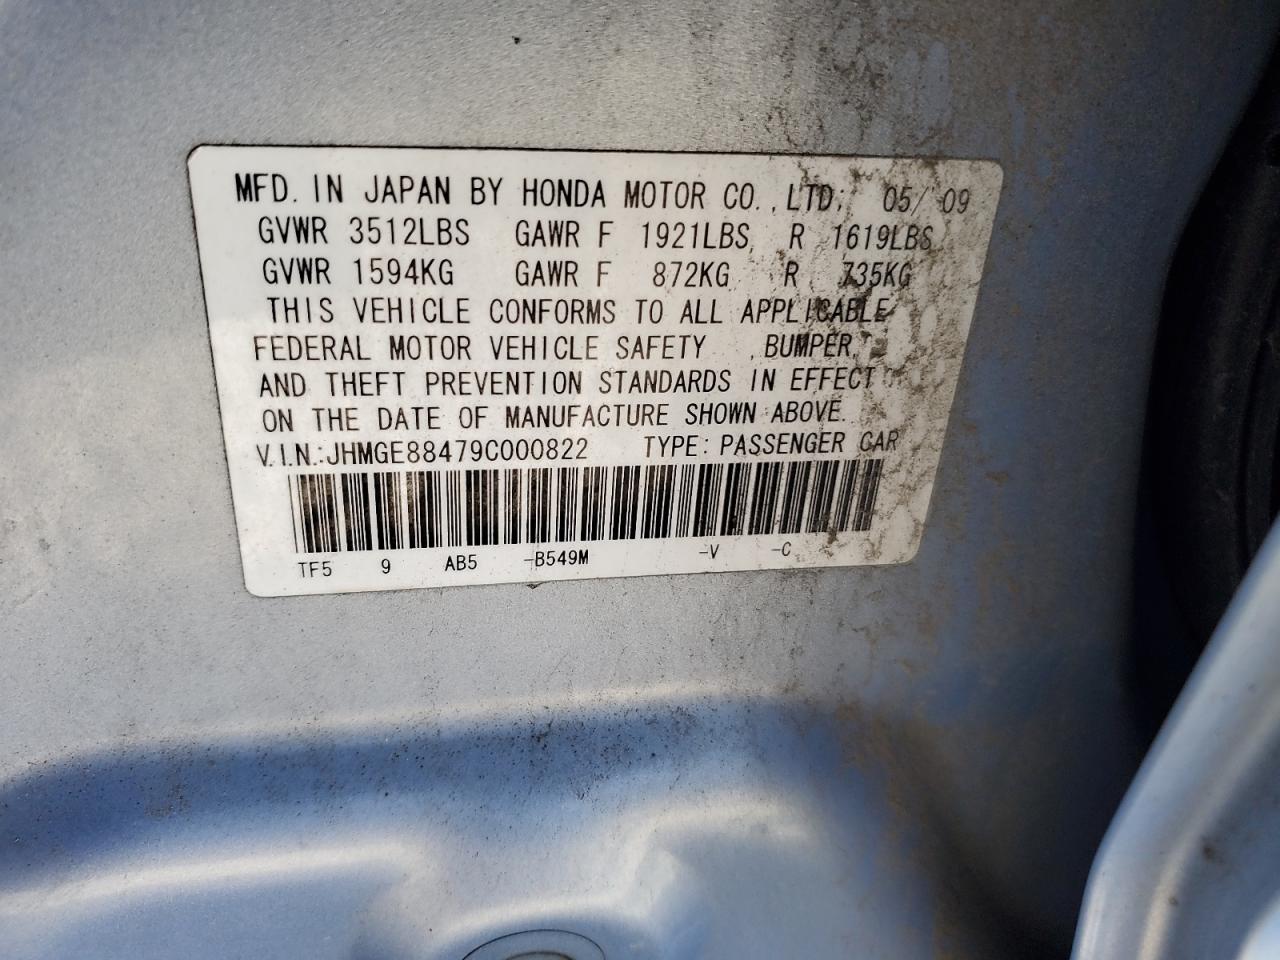 MFD. IN JAPAN BY HONDA MOTOR CO., LTD; 05/ 09
GVWR 3512LBS GAWR F 1921LBS, R 1619LBS
GVWR 1594KG GAWR F 872KG R 735KG
THIS VEHICLE CONFORMS TO ALL APPLICABLE
FEDERAL MOTOR VEHICLE SAFETY , BUMPER,
AND THEFT PREVENTION STANDARDS IN EFFECT
ON THE DATE OF MANUFACTURE SHOWN ABOVE.
V.I.N.:JHMGE88479C000822 TYPE: PASSENGER CAR
TF5 9 AB5 -B549M -V -C